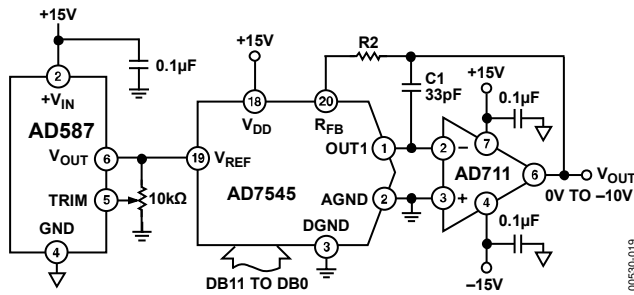 +15V
2
+VIN
0.1µF
AD587
VOUT
6
TRIM
5
10kΩ
GND
4
+15V
18
VDD
20
RFB
19
VREF
AD7545
OUT1
1
AGND
2
DGND
3
DB11 TO DB0
R2
C1
33pF
+15V
0.1µF
7
2
−
AD711
6
3
+
4
VOUT
0V TO –10V
0.1µF
–15V
00530-019